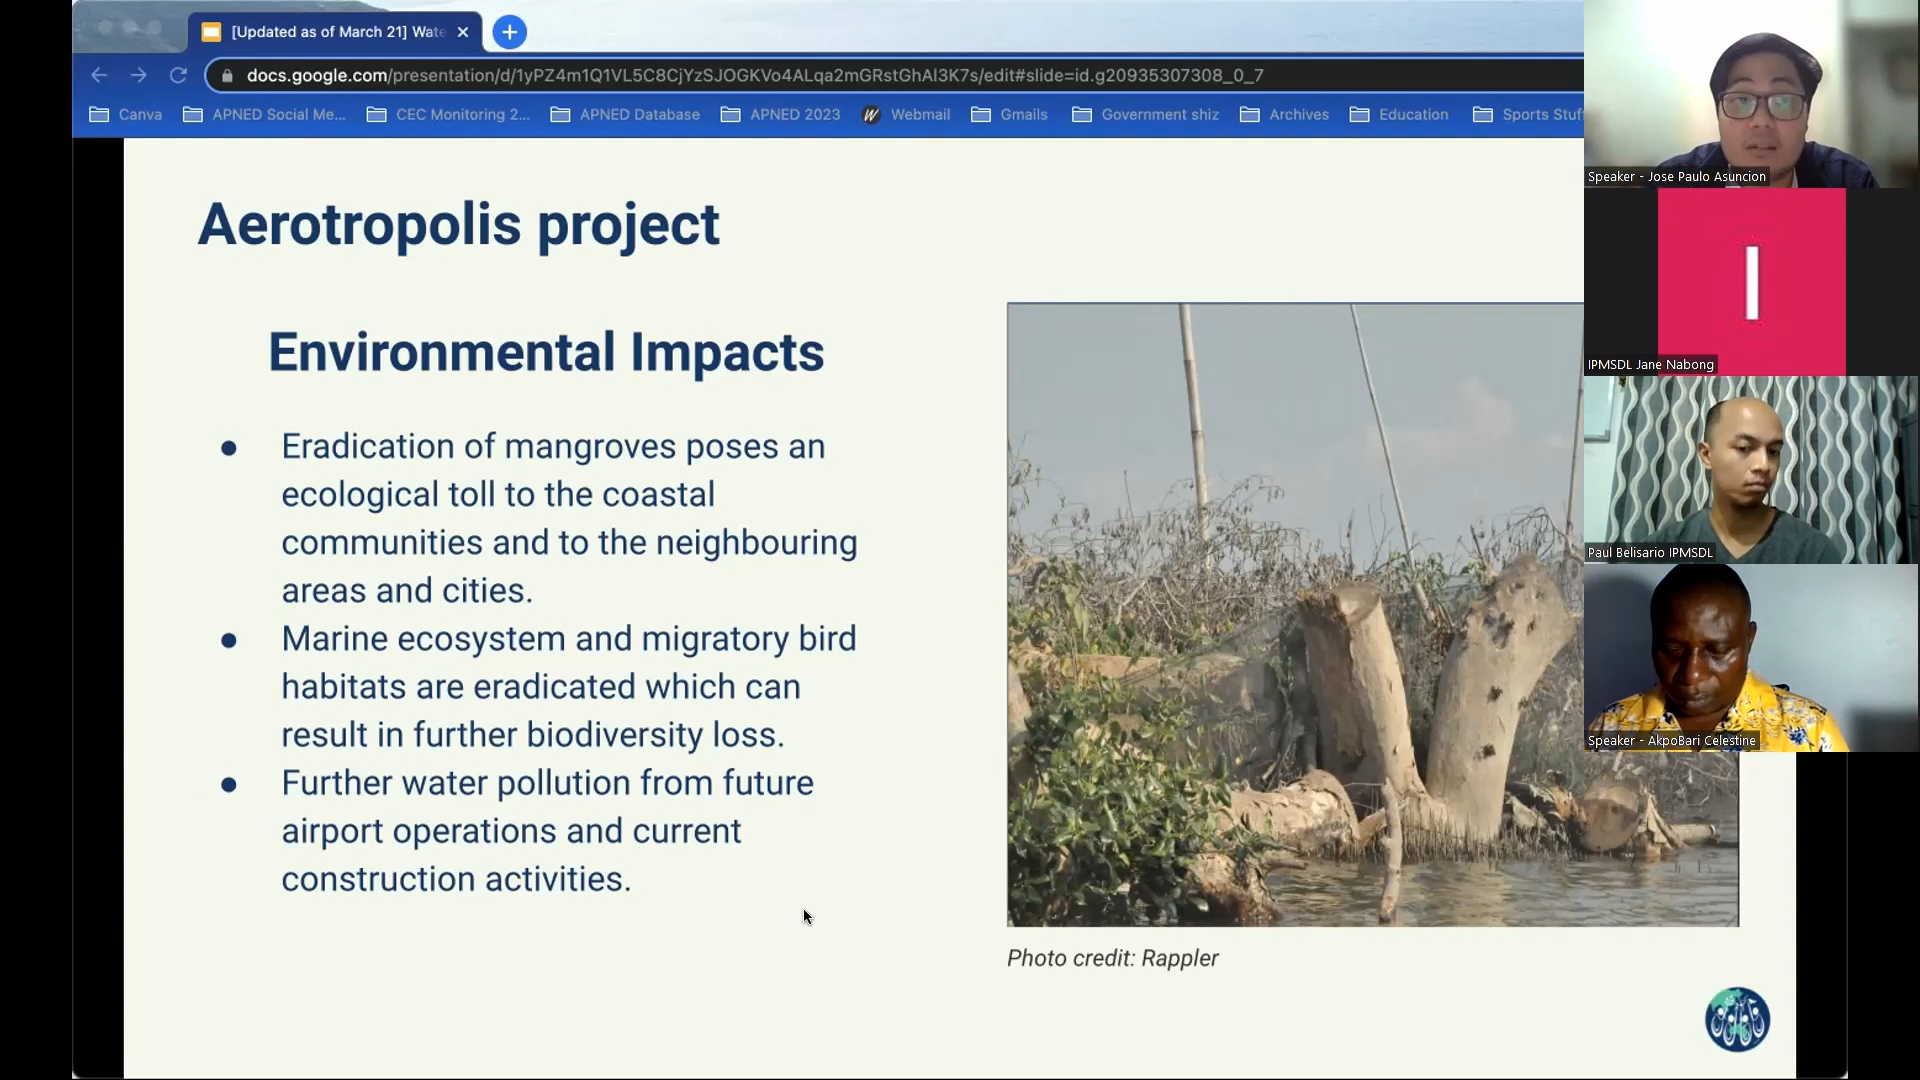 [Updated as of March 21] Wate
docs.google.com/presentation/d/1yPZ4m1Q1VL5C8CjYzSJOGKVo4ALqa2mGRstGhAI3K7s/edit#slide=id.g20935307308_0_7
Canva APNED Social Me... CEC Monitoring 2... APNED Database APNED 2023 Webmail Gmails Government shiz Archives Education Sports Stuff
Aerotropolis project
Environmental Impacts
● Eradication of mangroves poses an
ecological toll to the coastal
communities and to the neighbouring
areas and cities.
● Marine ecosystem and migratory bird
habitats are eradicated which can
result in further biodiversity loss.
● Further water pollution from future
airport operations and current
construction activities.
Photo credit: Rappler
Speaker - Jose Paulo Asuncion
I
IPMSDL Jane Nabong
Paul Belisario IPMSDL
Speaker - AkpoBari Celestine